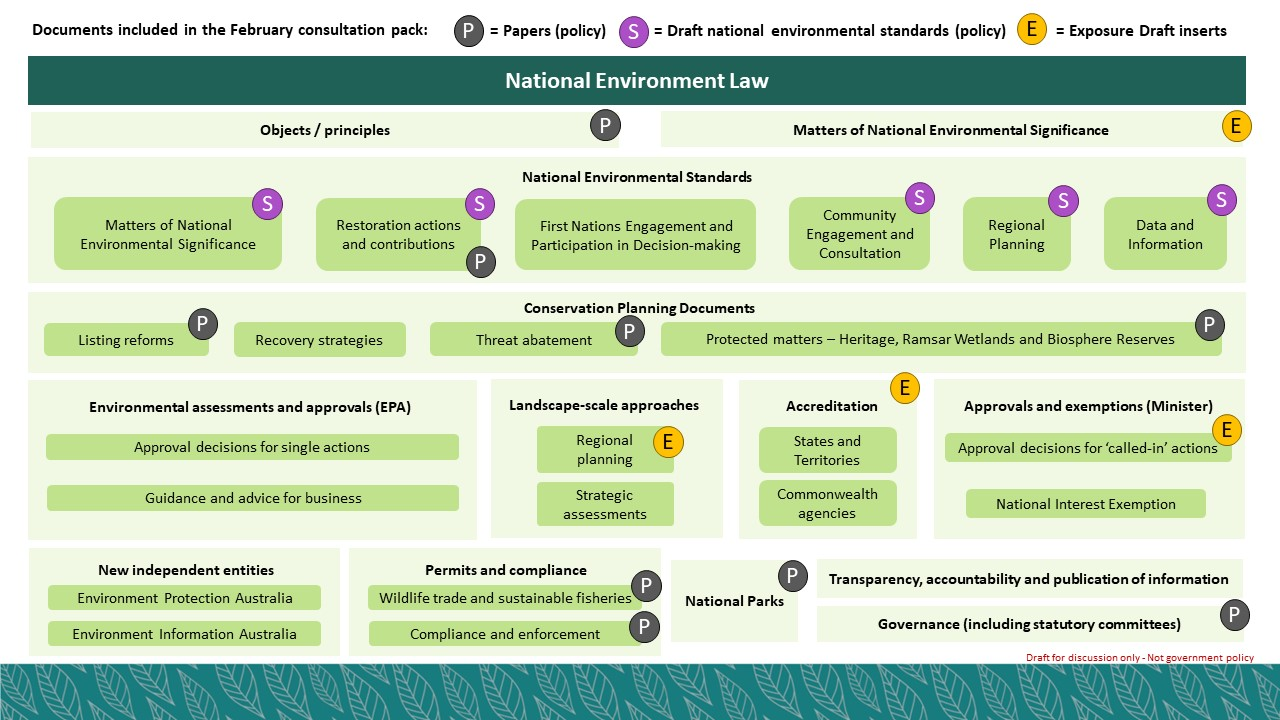 Documents included in the February consultation pack: P = Papers (policy) S = Draft national environmental standards (policy) E = Exposure Draft inserts
National Environment Law
Objects / principles P
Matters of National Environmental Significance E
National Environmental Standards
Matters of National
Environmental Significance
S
Restoration actions
and contributions
S
P
First Nations Engagement and
Participation in Decision-making
Community
Engagement and
Consultation
S
Regional
Planning
S
Data and
Information
S
Conservation Planning Documents
Listing reforms P
Recovery strategies
Threat abatement P
Protected matters – Heritage, Ramsar Wetlands and Biosphere Reserves P
Environmental assessments and approvals (EPA)
Approval decisions for single actions
Guidance and advice for business
Landscape-scale approaches
Regional
planning
E
Strategic
assessments
Accreditation E
States and
Territories
Commonwealth
agencies
Approvals and exemptions (Minister)
Approval decisions for ‘called-in’ actions E
National Interest Exemption
New independent entities
Environment Protection Australia
Environment Information Australia
Permits and compliance
Wildlife trade and sustainable fisheries P
Compliance and enforcement P
National Parks P
Transparency, accountability and publication of information
Governance (including statutory committees) P
Draft for discussion only - Not government policy